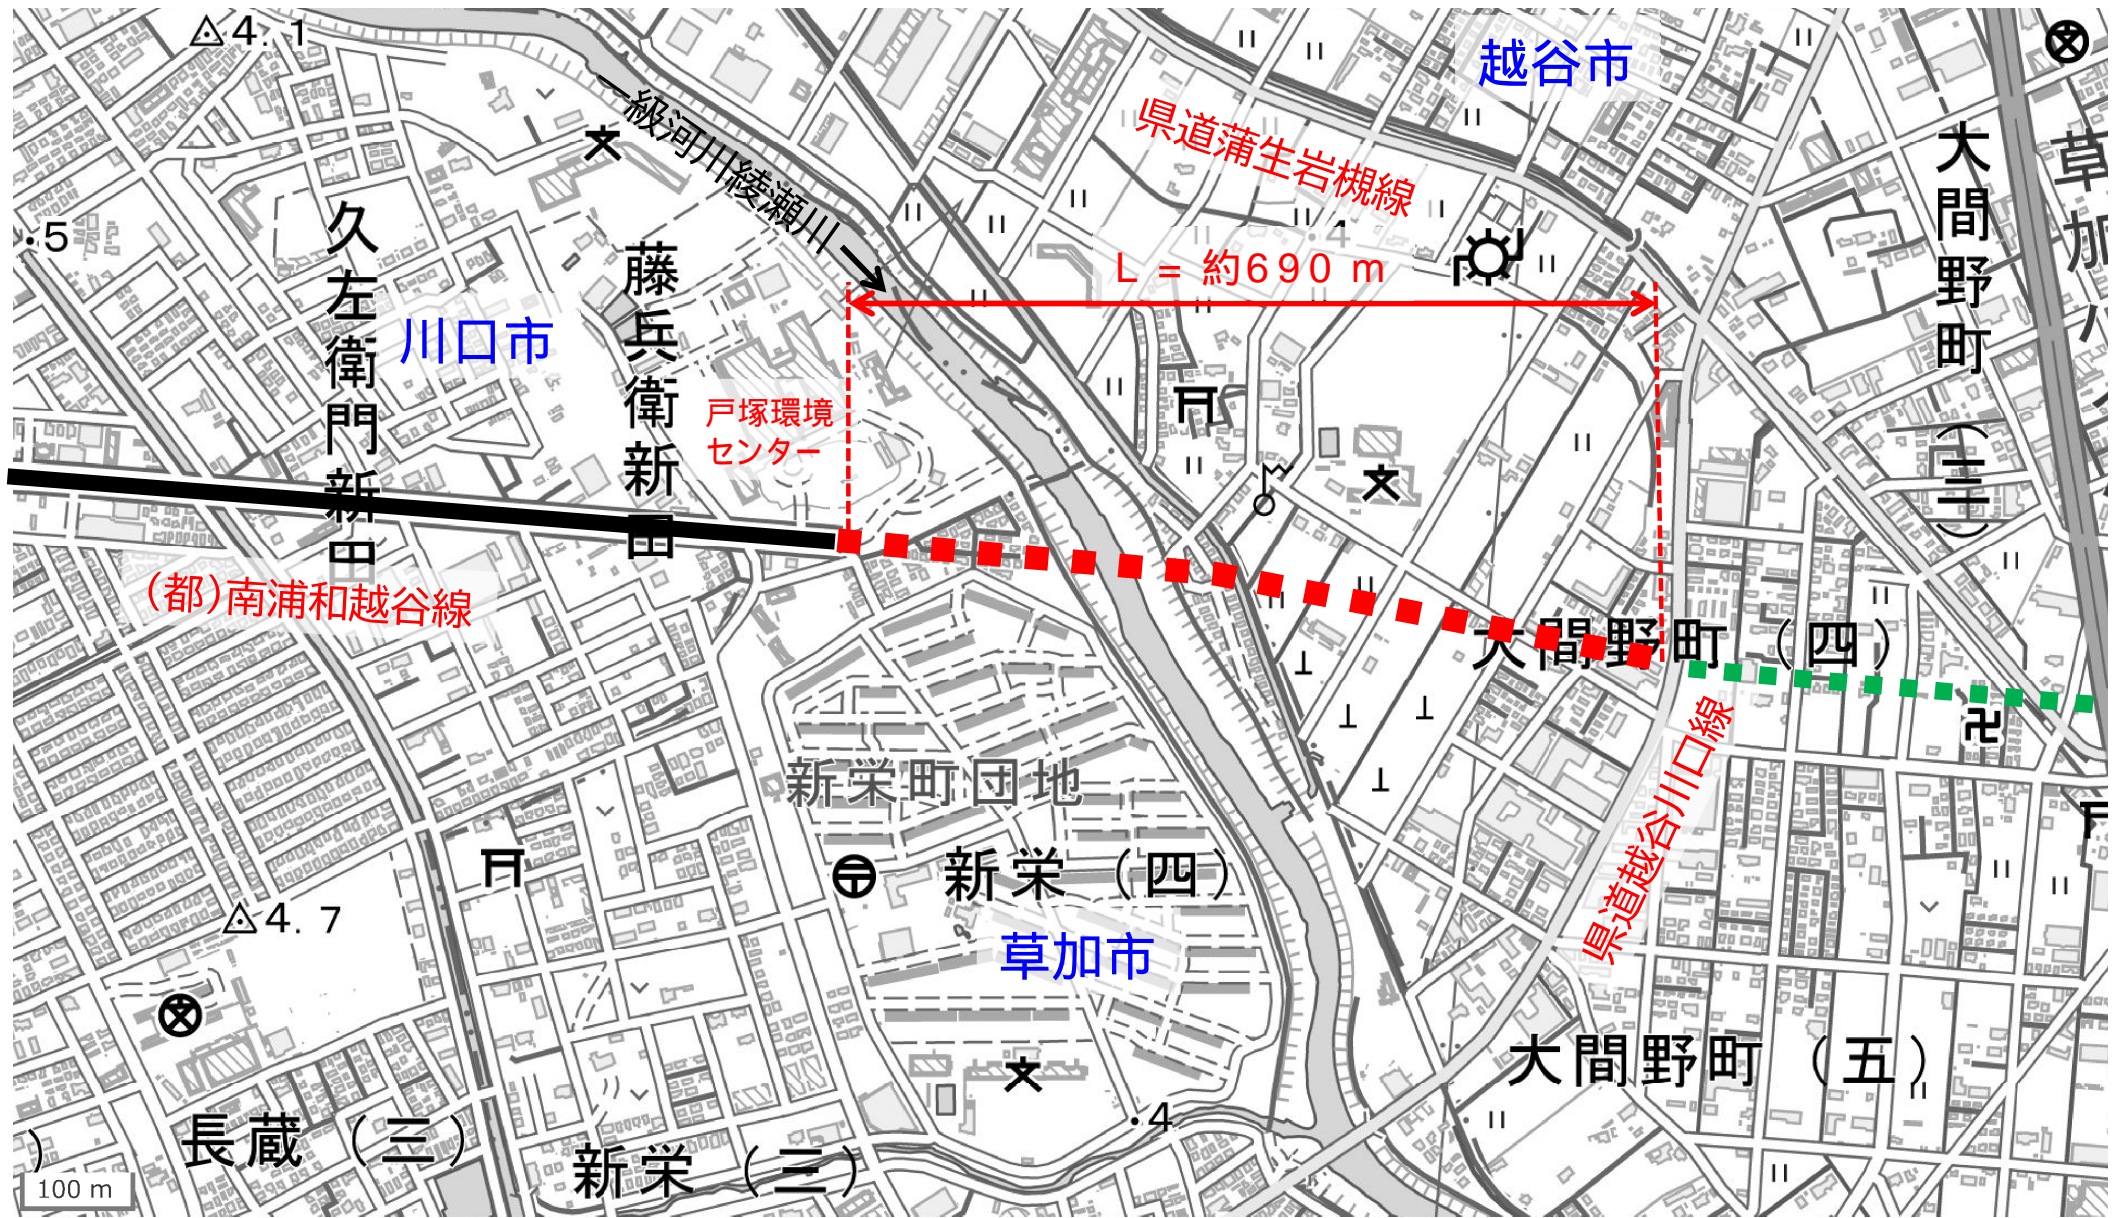 4.1
越谷市
一級河川綾瀬川
県道蒲生岩槻線
大間野町(三)
草加バ
5
久左衛門新田
藤兵衛新田
4
L = 約690 m
川口市
戸塚環境
センター
(都)南浦和越谷線
大間野町(四)
県道越谷川口線
新栄町団地
新栄(四)
4.7
草加市
大間野町(五)
長蔵(三)
4
新栄(三)
)
100 m